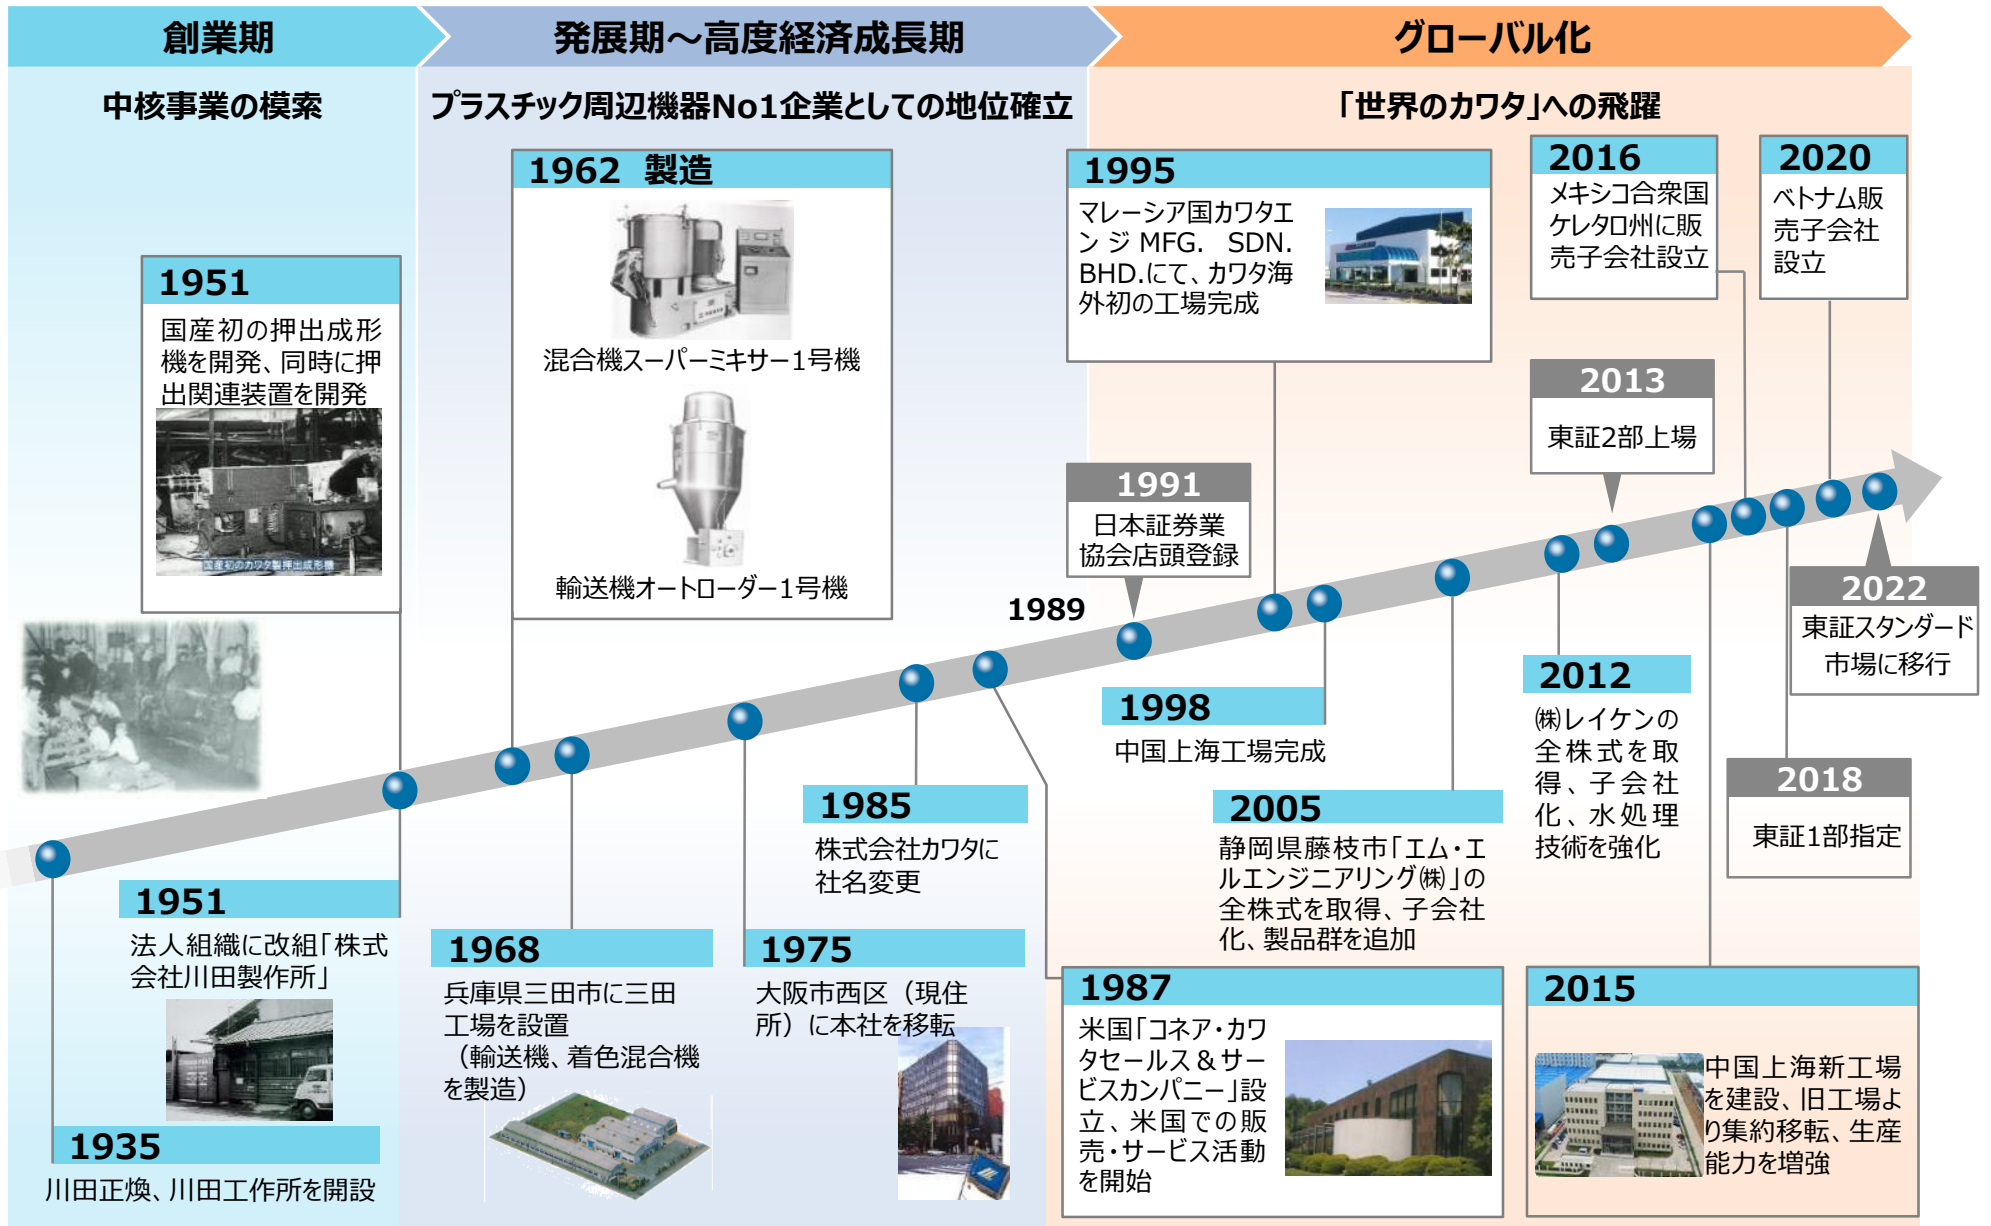 創業期
発展期～高度経済成長期
グローバル化
中核事業の模索
プラスチック周辺機器No1企業としての地位確立
「世界のカワタ」への飛躍
1951
国産初の押出成形
機を開発、同時に押
出関連装置を開発
国産初のカワタ製押出成形機
1962 製造
混合機スーパーミキサー1号機
輸送機オートローダー1号機
1995
マレーシア国カワタエ
ンジMFG. SDN.
BHD.にて、カワタ海
外初の工場完成
2016
メキシコ合衆国
ケレタロ州に販
売子会社設立
2020
ベトナム販
売子会社
設立
2013
東証2部上場
1991
日本証券業
協会店頭登録
1989
2022
東証スタンダード
市場に移行
1998
中国上海工場完成
2012
㈱レイケンの
全株式を取
得、子会社
化、水処理
技術を強化
2018
東証1部指定
1985
株式会社カワタに
社名変更
2005
静岡県藤枝市「エム・エ
ルエンジニアリング㈱」の
全株式を取得、子会社
化、製品群を追加
1951
法人組織に改組「株式
会社川田製作所」
1968
兵庫県三田市に三田
工場を設置
（輸送機、着色混合機
を製造）
1975
大阪市西区（現住
所）に本社を移転
1987
米国「コネア・カワ
タセールス＆サー
ビスカンパニー」設
立、米国での販
売・サービス活動
を開始
2015
中国上海新工場
を建設、旧工場よ
り集約移転、生産
能力を増強
1935
川田正煥、川田工作所を開設